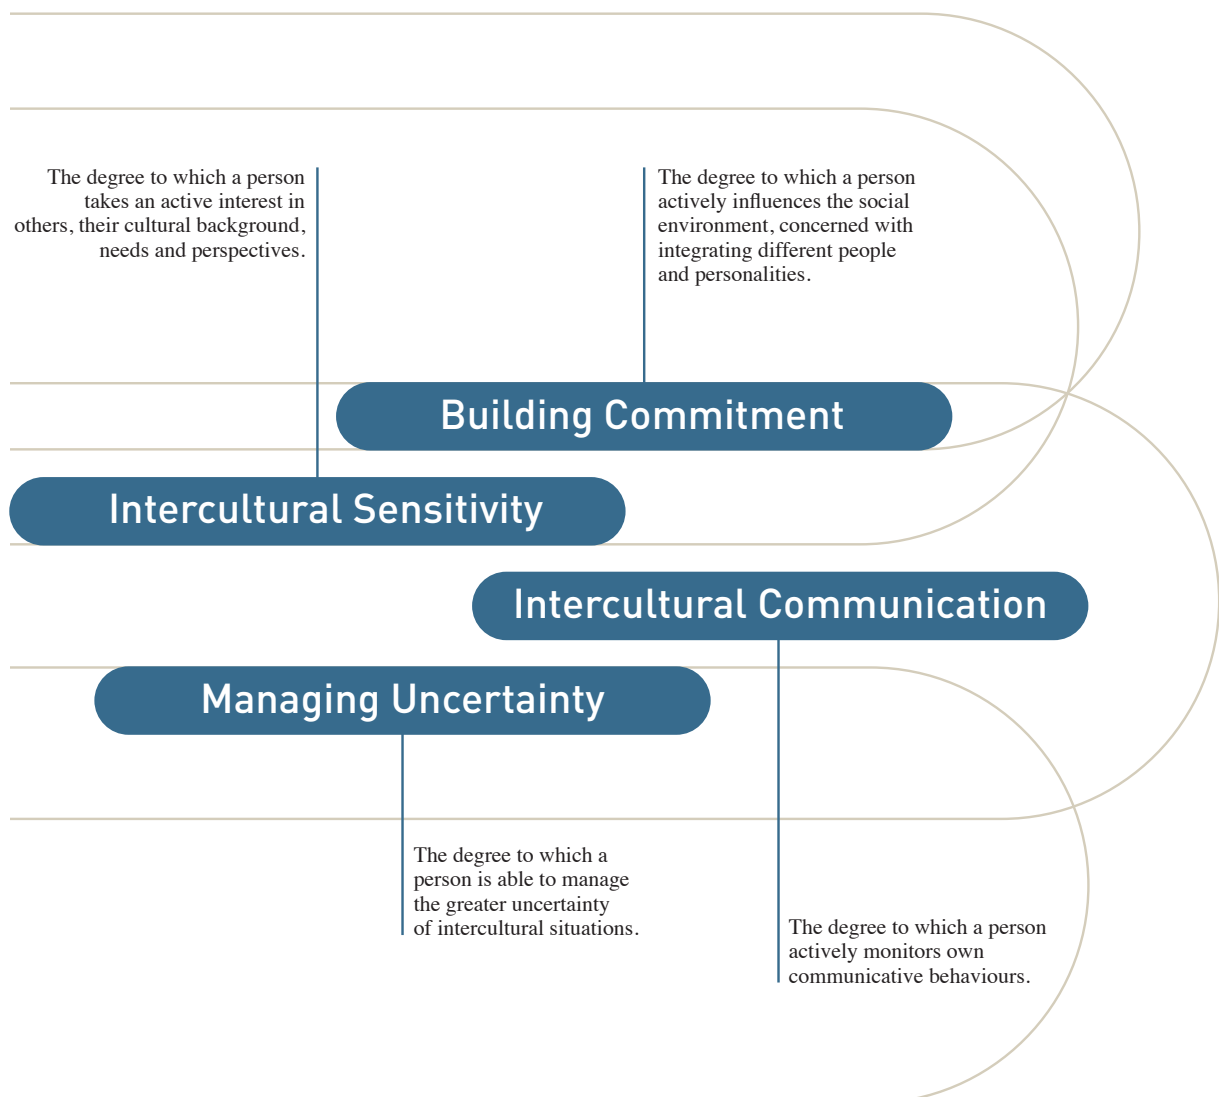 The degree to which a person
takes an active interest in
others, their cultural background,
needs and perspectives.
The degree to which a person
actively influences the social
environment, concerned with
integrating different people
and personalities.
Building Commitment
Intercultural Sensitivity
Intercultural Communication
Managing Uncertainty
The degree to which a
person is able to manage
the greater uncertainty
of intercultural situations.
The degree to which a person
actively monitors own
communicative behaviours.